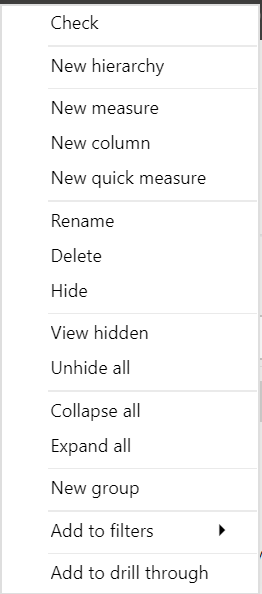 Check
New hierarchy
New measure
New column
New quick measure
Rename
Delete
Hide
View hidden
Unhide all
Collapse all
Expand all
New group
Add to filters
Add to drill through